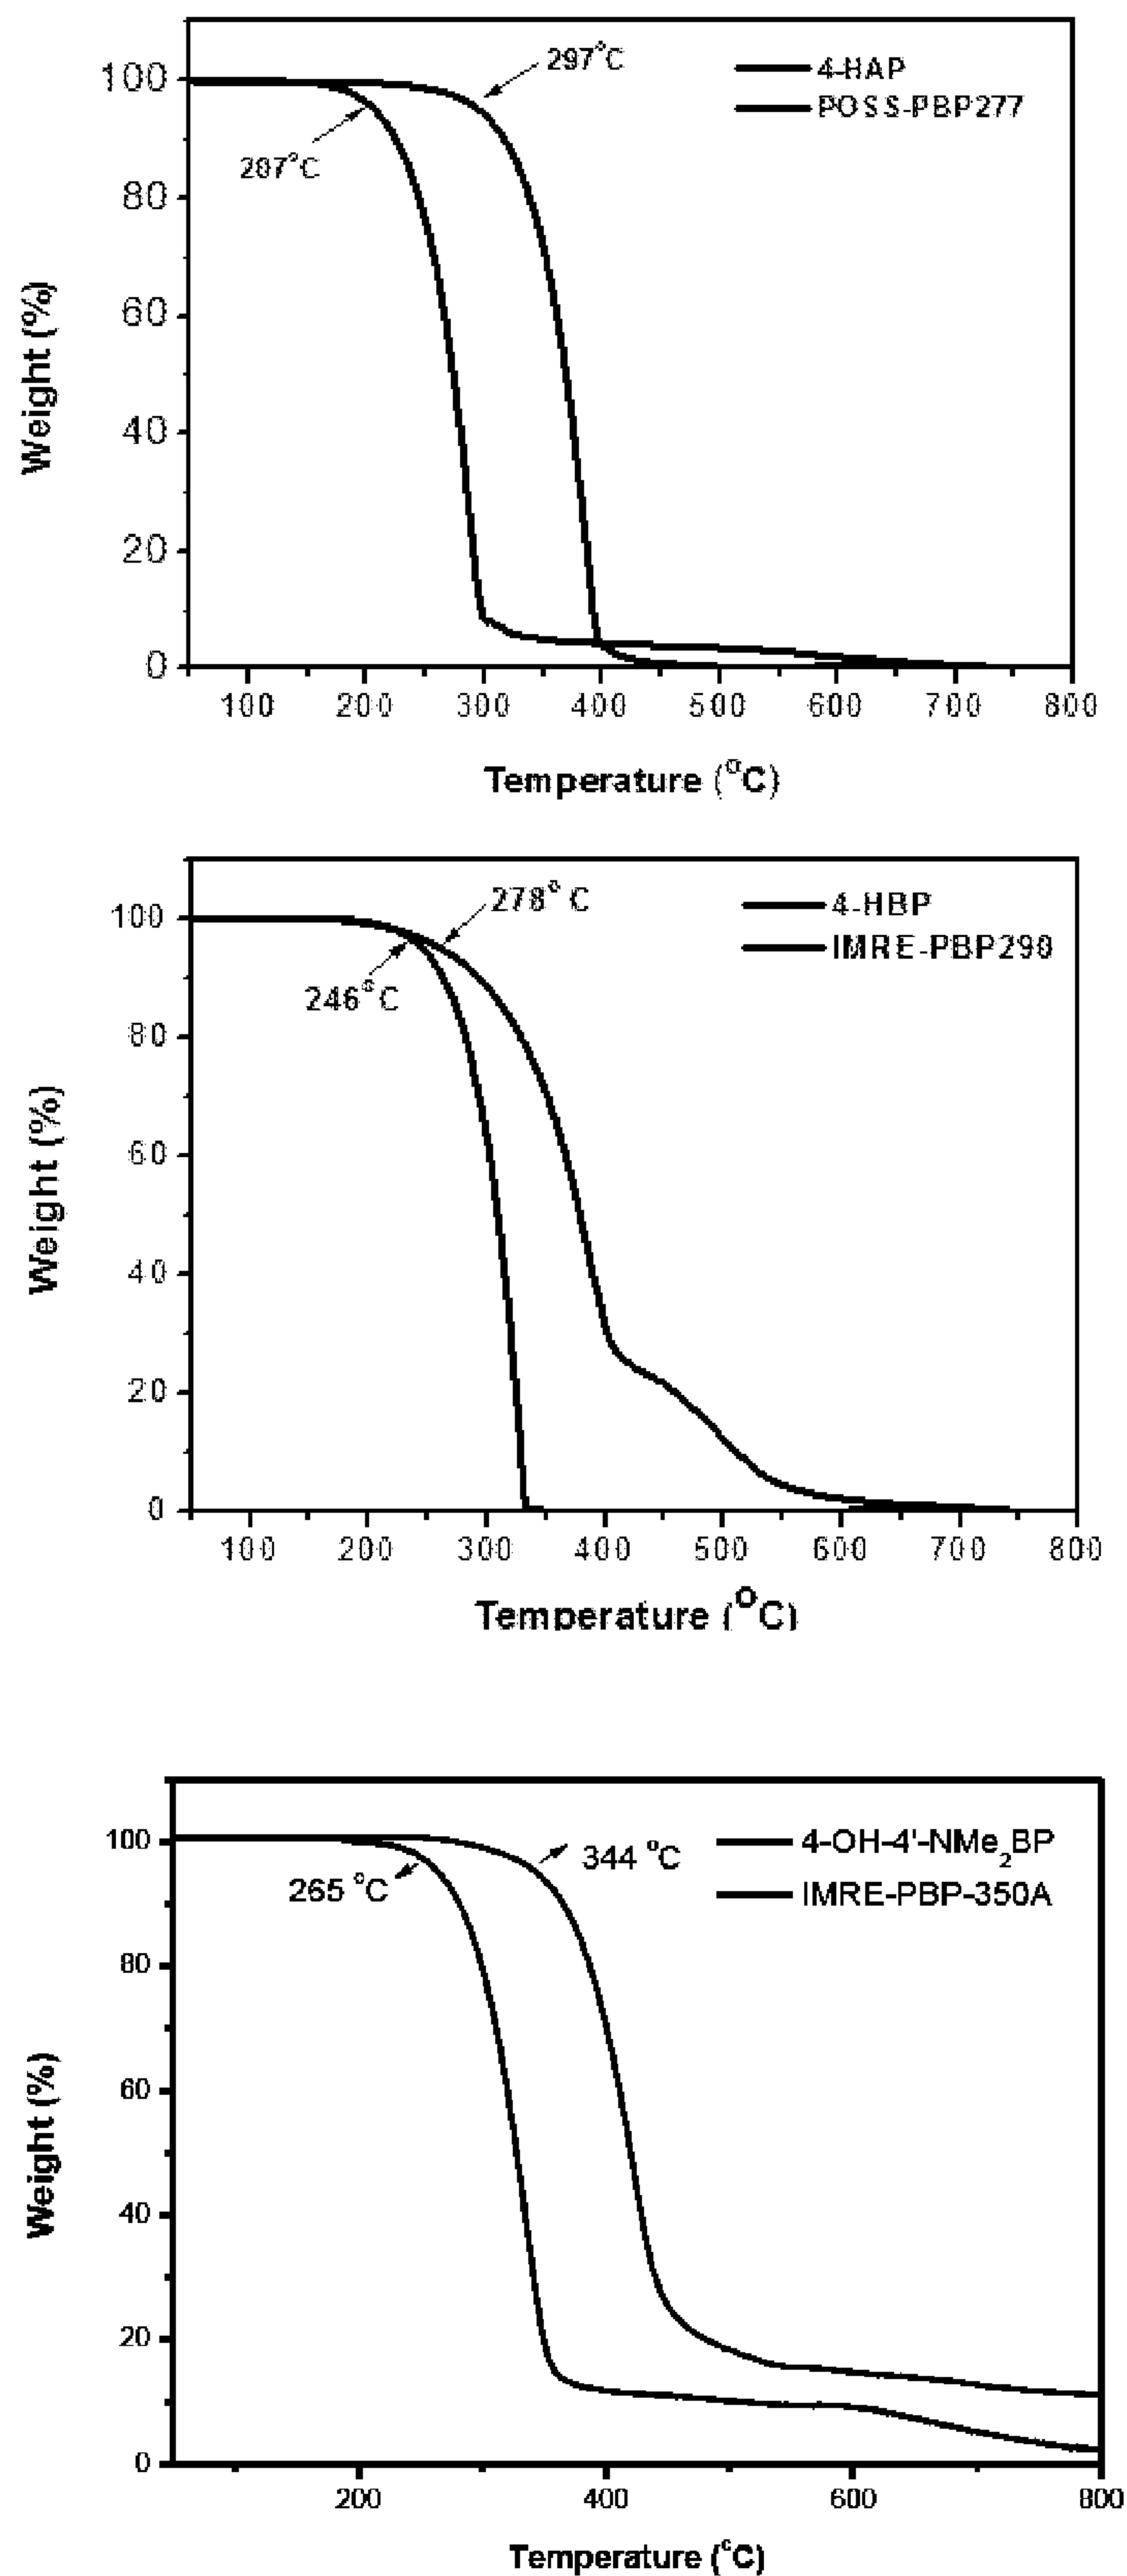 297°C
4-HAP
POSS-PBP277
207°C
100
80
60
40
20
0
Weight (%)
100 200 300 400 500 600 700 800
Temperature (°C)
278°C
4-HBP
IMRE-PBP290
246°C
100
80
60
40
20
0
Weight (%)
100 200 300 400 500 600 700 800
Temperature (°C)
344 °C
4-OH-4'-NMe₂BP
IMRE-PBP-350A
265 °C
100
80
60
40
20
0
Weight (%)
200 400 600 800
Temperature (°C)